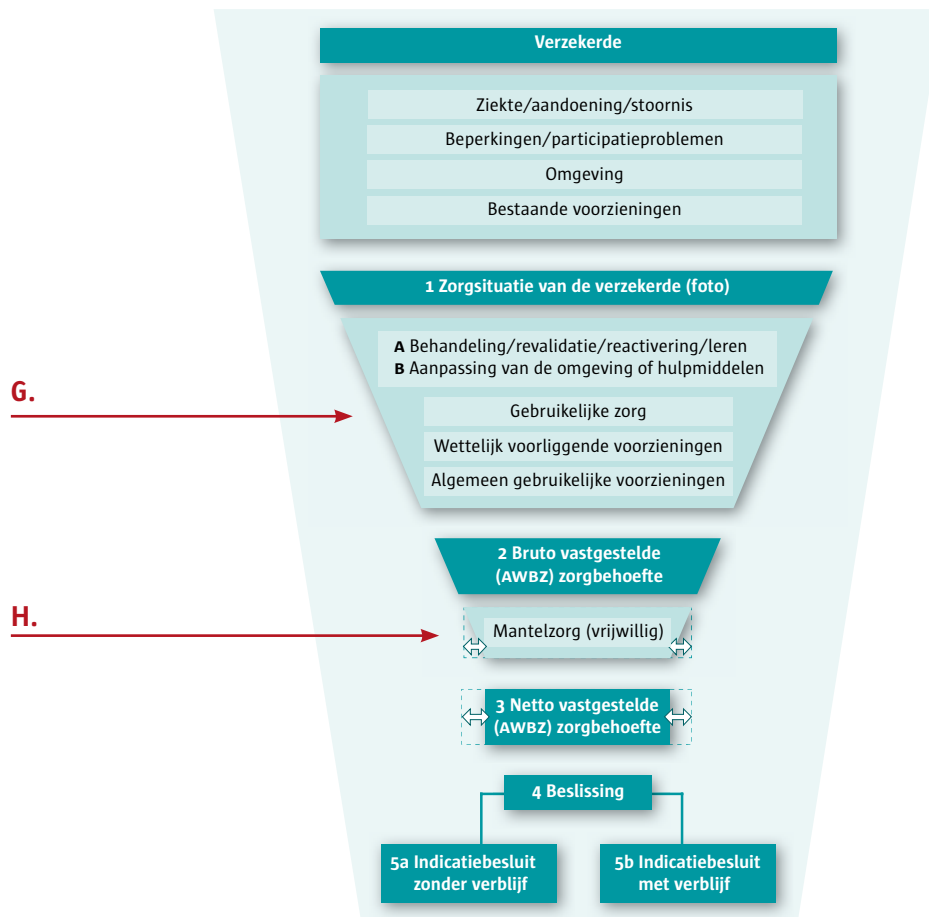 Verzekerde
Ziekte/aandoening/stoornis
Beperkingen/participatieproblemen
Omgeving
Bestaande voorzieningen
1 Zorgsituatie van de verzekerde (foto)
A Behandeling/revalidatie/reactivering/leren
B Aanpassing van de omgeving of hulpmiddelen
G.
Gebruikelijke zorg
Wettelijk voorliggende voorzieningen
Algemeen gebruikelijke voorzieningen
2 Bruto vastgestelde
(AWBZ) zorgbehoefte
H.
Mantelzorg (vrijwillig)
3 Netto vastgestelde
(AWBZ) zorgbehoefte
4 Beslissing
5a Indicatiebesluit
zonder verblijf
5b Indicatiebesluit
met verblijf